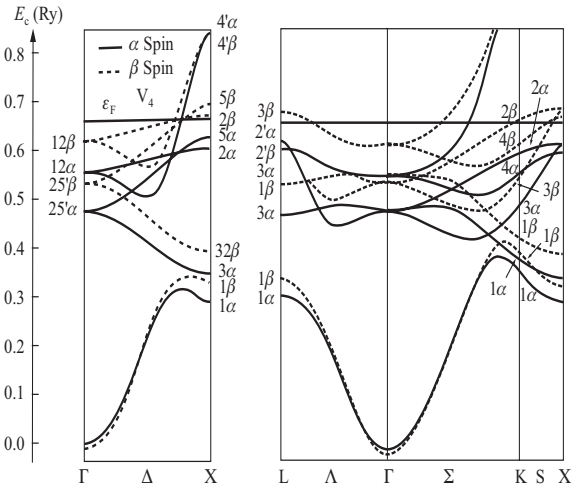 E_c (Ry)
0.8
0.7
0.6
0.5
0.4
0.3
0.2
0.1
0.0
α Spin
β Spin
ε_F
V_4
12β
12α
25'β
25'α
4'α
4'β
5β
2β
5α
2α
32β
3α
1β
1α
Γ
Δ
X
3β
2'α
2'β
3α
1β
3α
1β
1α
2α
2β
4β
4α
3β
3α
1β
1β
1α
1α
L
Λ
Γ
Σ
K
S
X